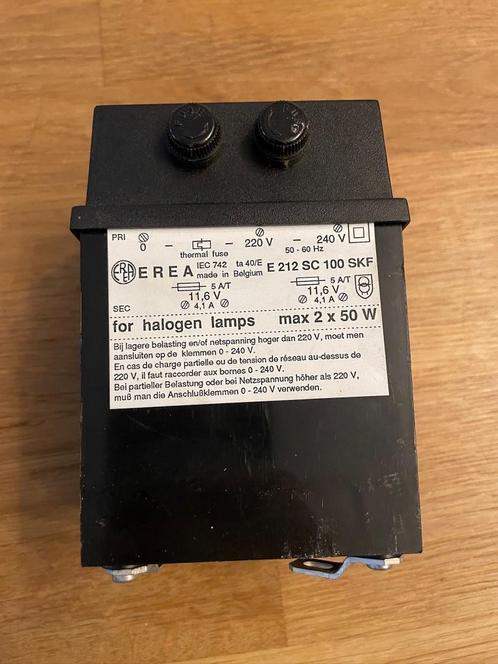 PRI 0 - - 220 V - 240 V
thermal fuse 50 - 60 Hz
ERA EREA IEC 742 ta 40/E E 212 SC 100 SKF
made in Belgium
5 A/T 5 A/T
11,6 V 11,6 V
SEC 4,1 A 4,1 A
for halogen lamps max 2 x 50 W
Bij lagere belasting en/of netspanning hoger dan 220 V, moet men
aansluiten op de klemmen 0 - 240 V.
En cas de charge partielle ou de tension de réseau au-dessus de
220 V, il faut raccorder aux bornes 0 - 240 V.
Bei partieller Belastung oder bei Netzspannung höher als 220 V,
muß man die Anschlußklemmen 0 - 240 V verwenden.